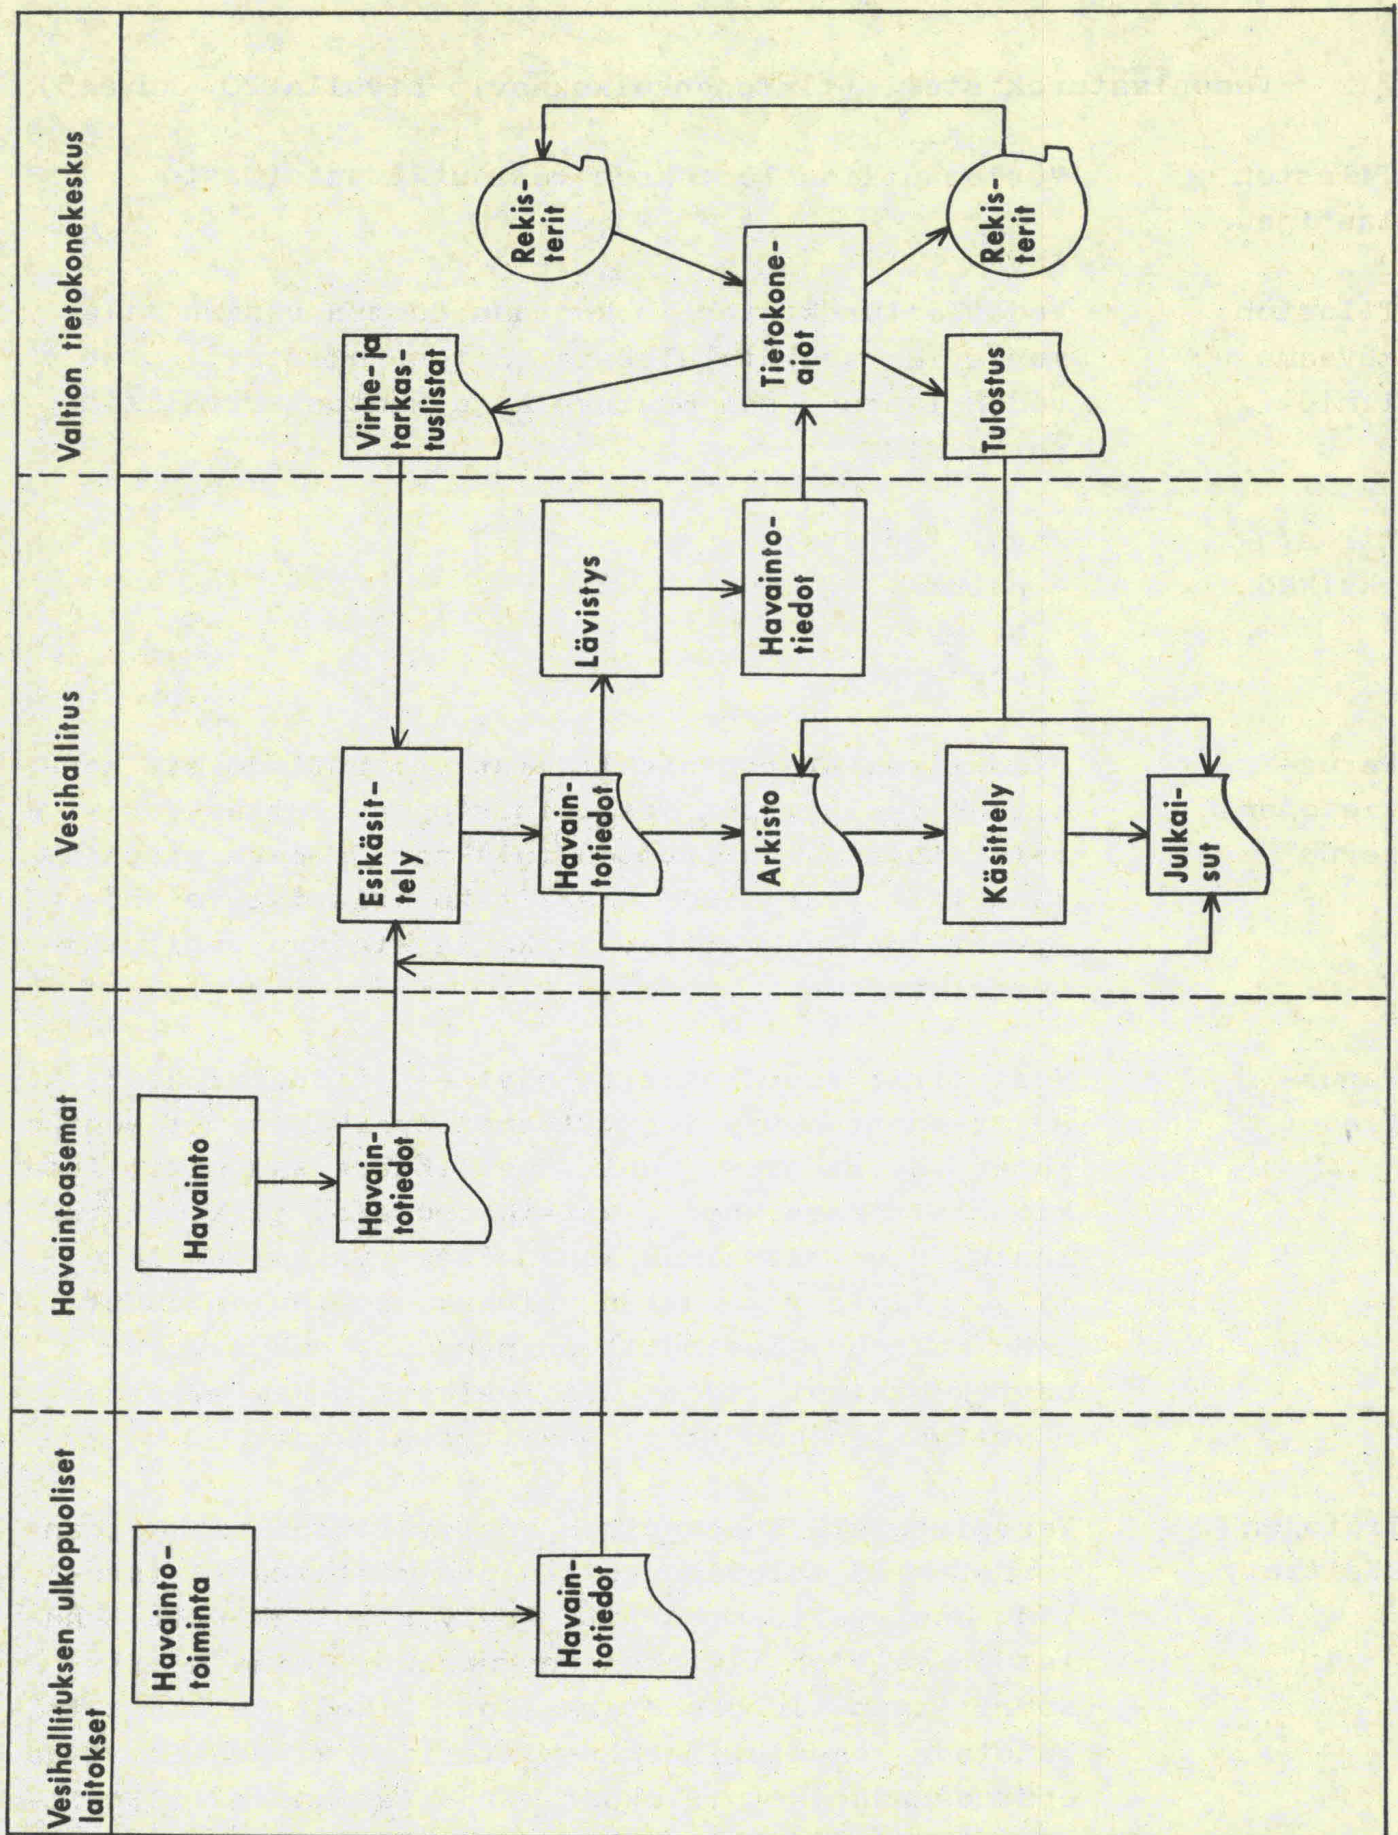 Vesihallituksen ulkopuoliset
laitokset
Havaintoasemat
Vesihallitus
Valtion tietokonekeskus
Havainto-
toiminta
Havain-
totiedot
Havainto
Havain-
totiedot
Esikäsit-
tely
Havain-
totiedot
Arkisto
Käsittely
Julkai-
sut
Lävistys
Havainto-
tiedot
Virhe- ja
tarkas-
tuslistat
Rekis-
terit
Tietokone-
ajot
Tulostus
Rekis-
terit